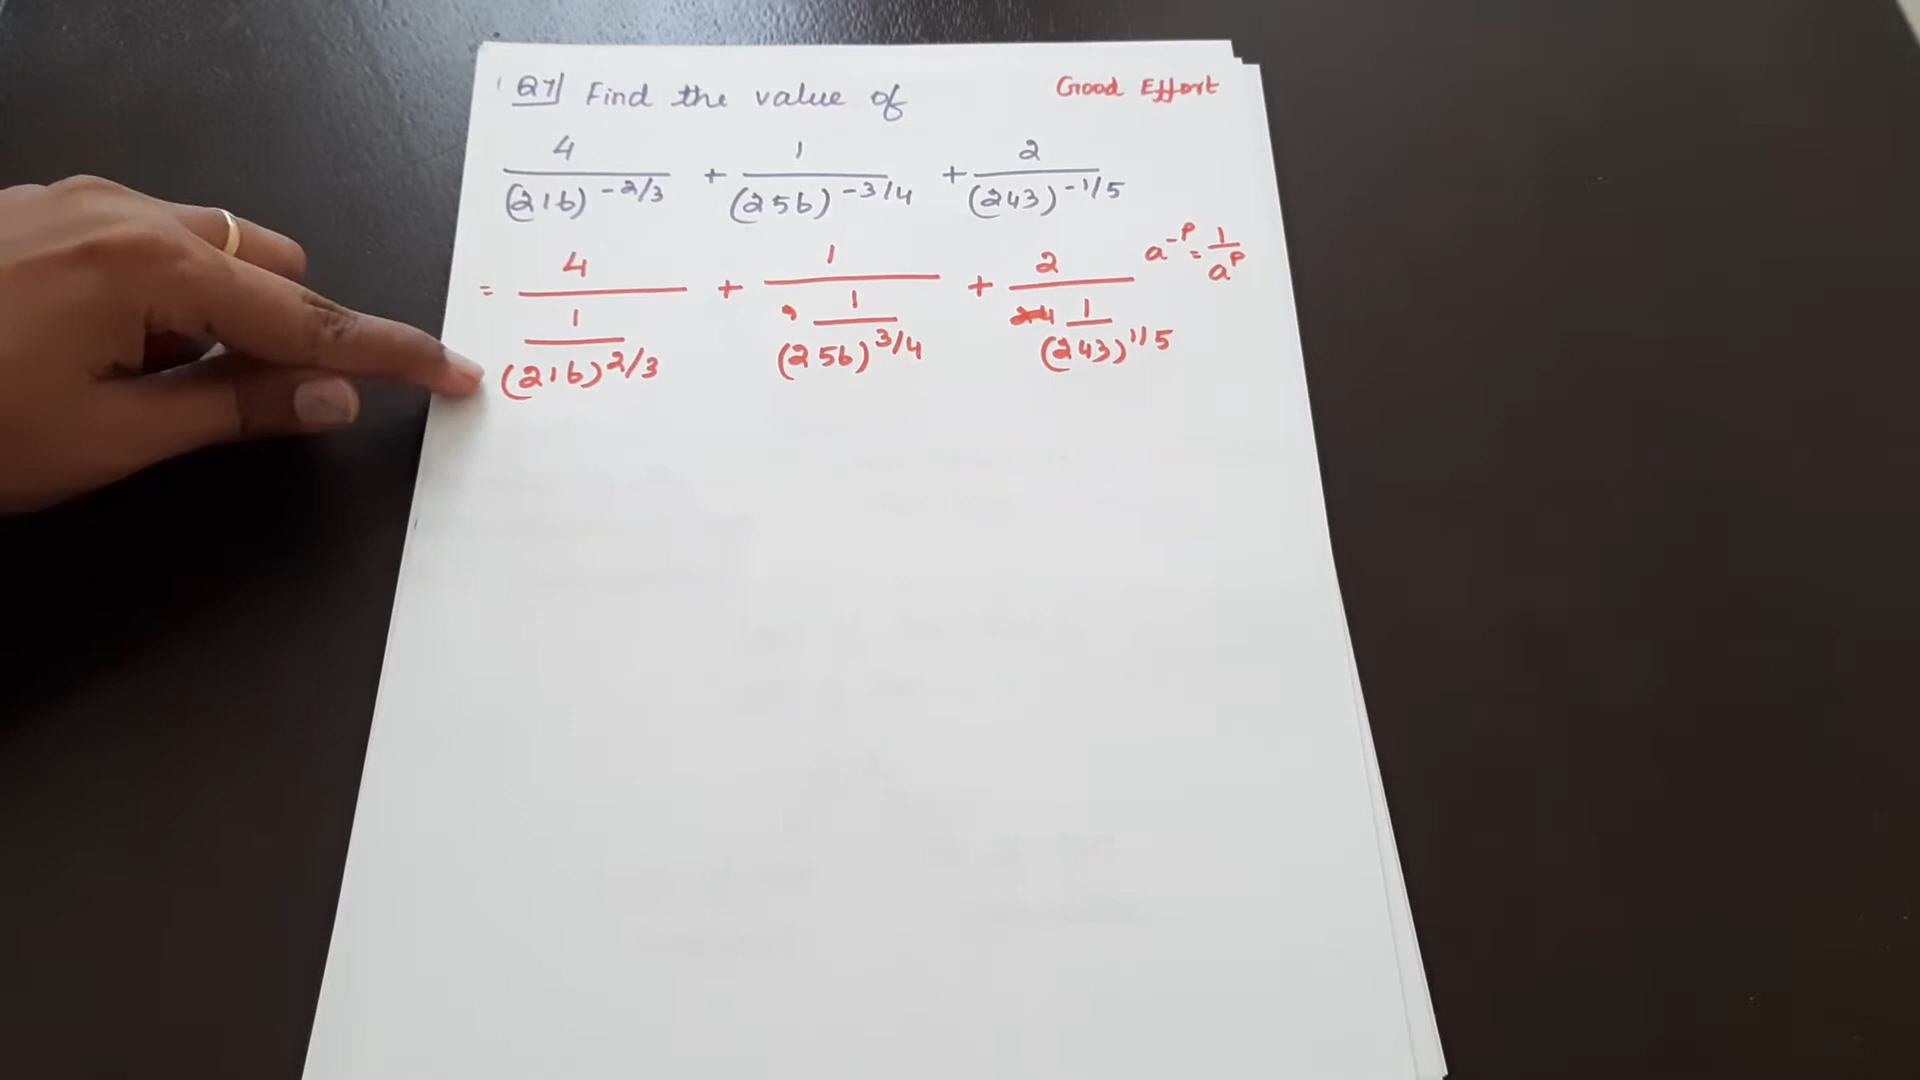 Q7| Find the value of
Good Effort
4/(216)^-2/3 + 1/(256)^-3/4 + 2/(243)^-1/5
a^-p = 1/a^p
= 4/(1/(216)^2/3) + 1/(1/(256)^3/4) + 2/(1/(243)^1/5)